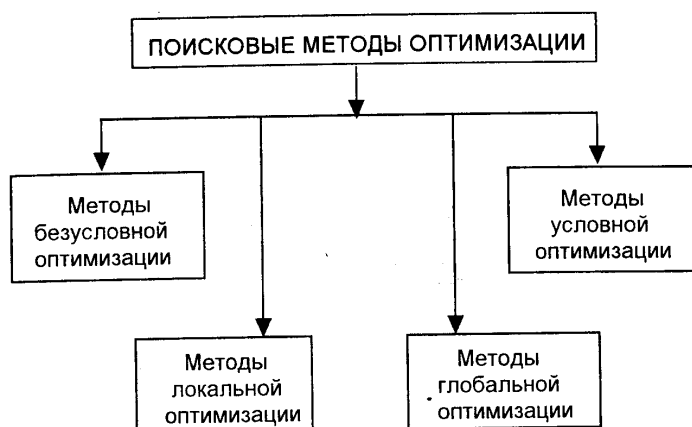 ПОИСКОВЫЕ МЕТОДЫ ОПТИМИЗАЦИИ
Методы
безусловной
оптимизации
Методы
условной
оптимизации
Методы
локальной
оптимизации
Методы
глобальной
оптимизации